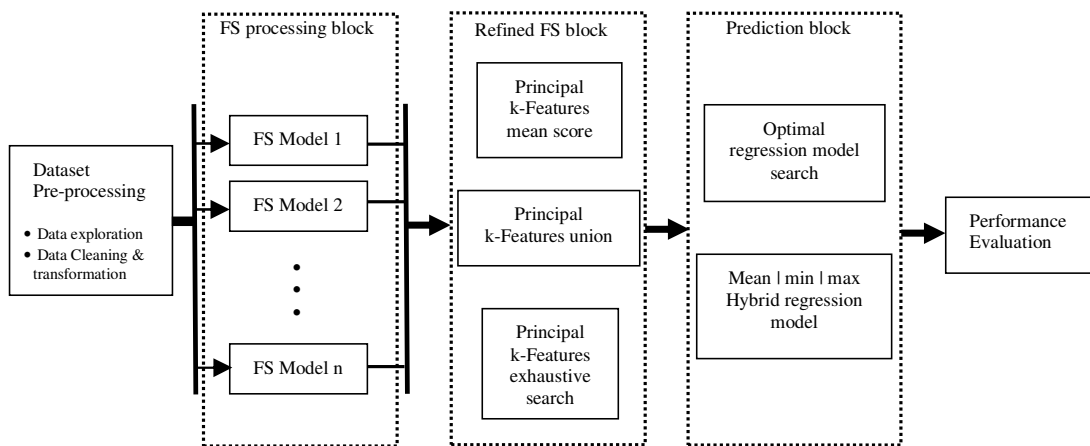 FS processing block
Refined FS block
Prediction block
Dataset
Pre-processing
• Data exploration
• Data Cleaning &
transformation
FS Model 1
FS Model 2
FS Model n
Principal
k-Features
mean score
Principal
k-Features union
Principal
k-Features
exhaustive
search
Optimal
regression model
search
Mean | min | max
Hybrid regression
model
Performance
Evaluation